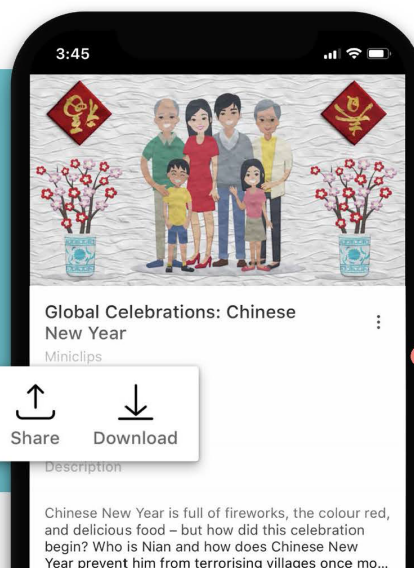 3:45
Global Celebrations: Chinese
New Year
Miniclips
Share
Download
Description
Chinese New Year is full of fireworks, the colour red,
and delicious food – but how did this celebration
begin? Who is Nian and how does Chinese New
Year prevent him from terrorising villages once mo...